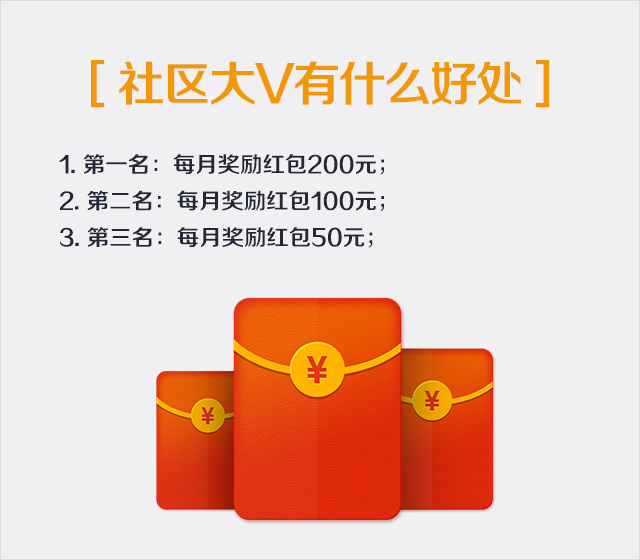 [ 社区大V有什么好处 ]
1. 第一名：每月奖励红包200元；
2. 第二名：每月奖励红包100元；
3. 第三名：每月奖励红包50元；
¥
¥
¥